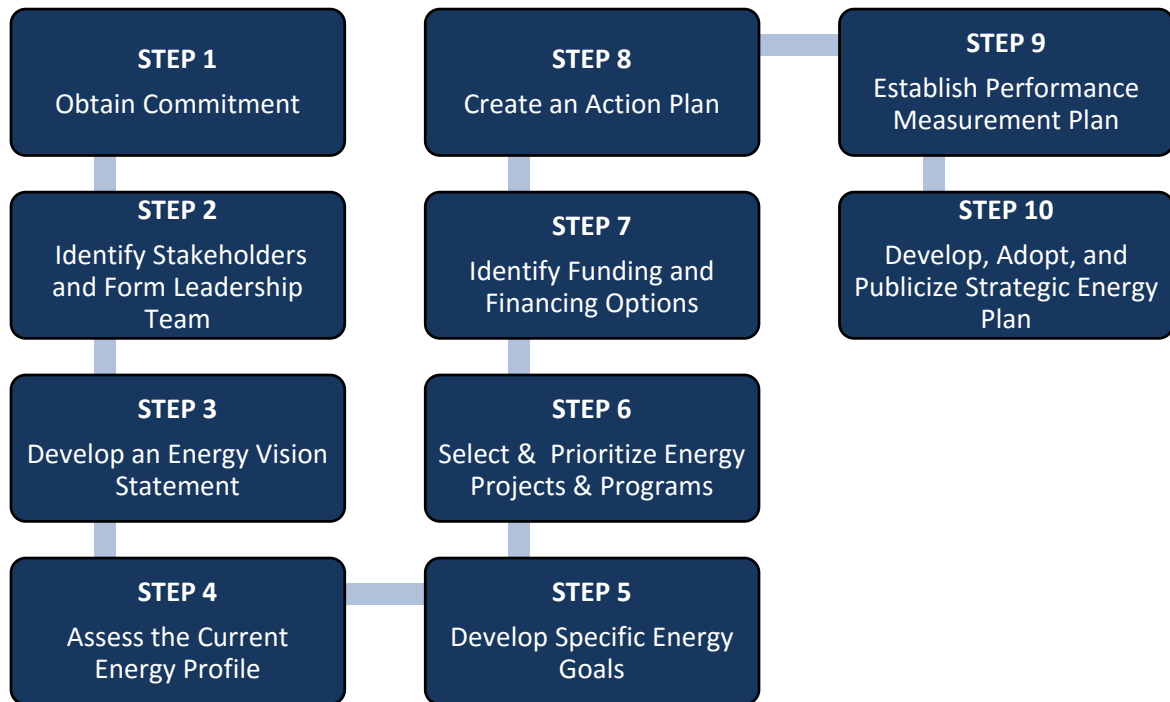 STEP 1
Obtain Commitment
STEP 2
Identify Stakeholders
and Form Leadership
Team
STEP 3
Develop an Energy Vision
Statement
STEP 4
Assess the Current
Energy Profile
STEP 5
Develop Specific Energy
Goals
STEP 6
Select & Prioritize Energy
Projects & Programs
STEP 7
Identify Funding and
Financing Options
STEP 8
Create an Action Plan
STEP 9
Establish Performance
Measurement Plan
STEP 10
Develop, Adopt, and
Publicize Strategic Energy
Plan